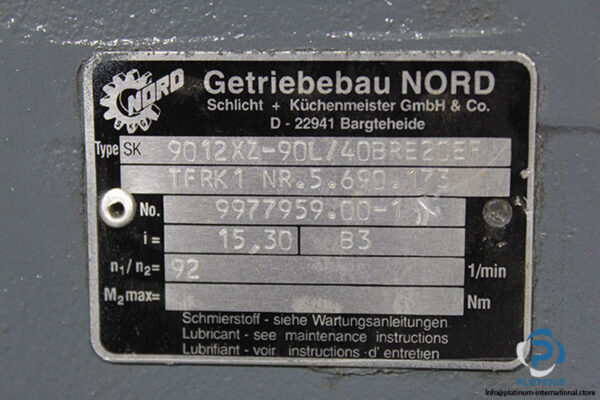 NORD
SKG
Getriebebau NORD
Schlicht + Küchenmeister GmbH & Co.
D - 22941 Bargteheide
Type SK 9012XZ-90L/40BRE20EF
TFRK1 NR.5.690.173
No. 9977959.00-1
i = 15,30 B3
n1/n2= 92 1/min
M2max= Nm
Schmierstoff - siehe Wartungsanleitungen
Lubricant - see maintenance instructions
Lubrifiant - voir instructions d' entretien
PLATINUM
info@platinum-international.store